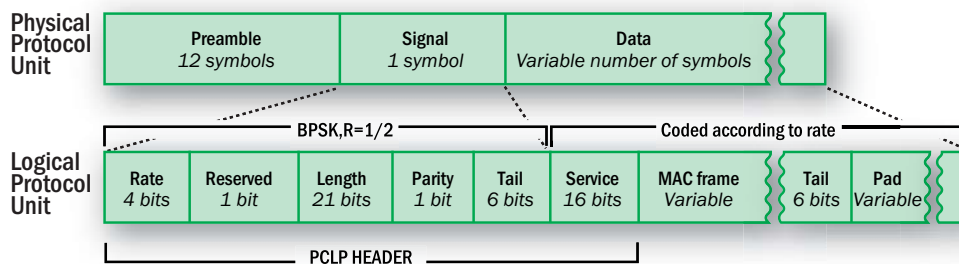 Physical
Protocol
Unit
Preamble
12 symbols
Signal
1 symbol
Data
Variable number of symbols
BPSK,R=1/2
Coded according to rate
Logical
Protocol
Unit
Rate
4 bits
Reserved
1 bit
Length
21 bits
Parity
1 bit
Tail
6 bits
Service
16 bits
MAC frame
Variable
Tail
6 bits
Pad
Variable
PCLP HEADER